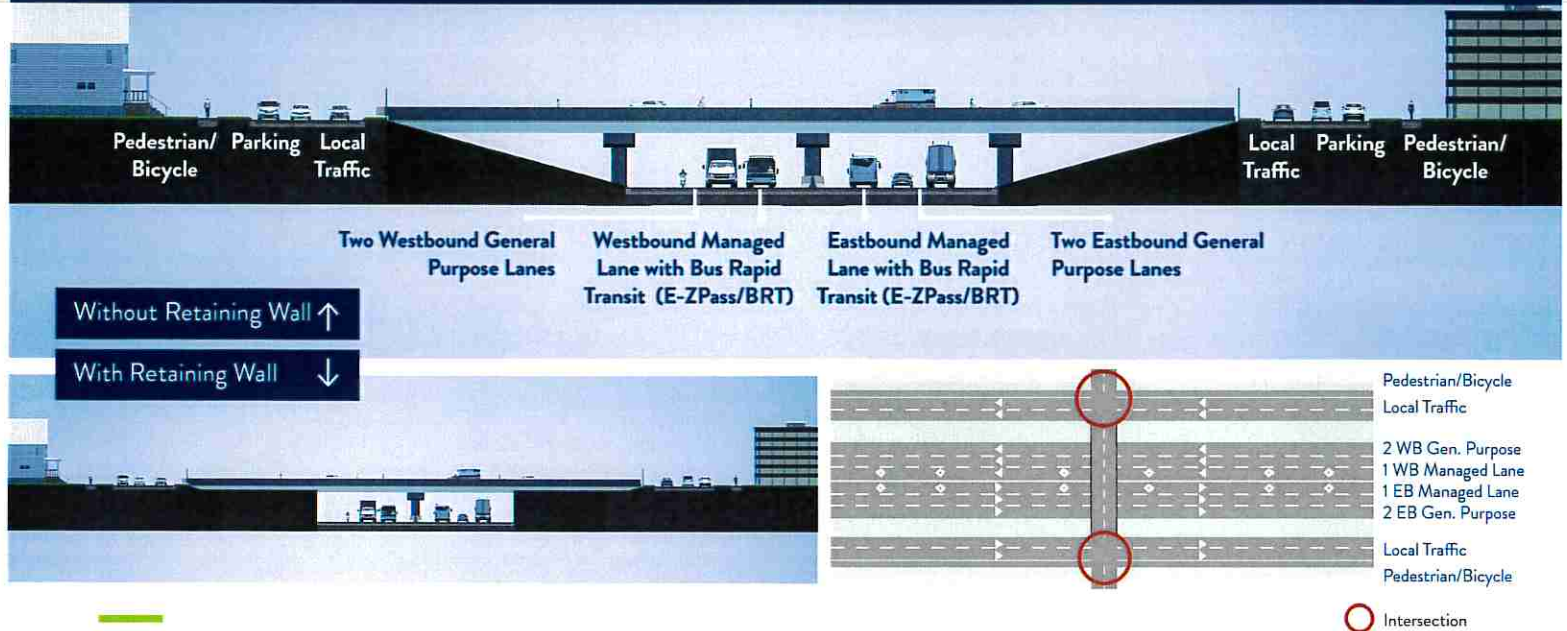 Pedestrian/
Bicycle
Parking
Local
Traffic
Local
Traffic
Parking
Pedestrian/
Bicycle
Two Westbound General
Purpose Lanes
Westbound Managed
Lane with Bus Rapid
Transit (E-ZPass/BRT)
Eastbound Managed
Lane with Bus Rapid
Transit (E-ZPass/BRT)
Two Eastbound General
Purpose Lanes
Without Retaining Wall ↑
With Retaining Wall ↓
Pedestrian/Bicycle
Local Traffic
2 WB Gen. Purpose
1 WB Managed Lane
1 EB Managed Lane
2 EB Gen. Purpose
Local Traffic
Pedestrian/Bicycle
Intersection